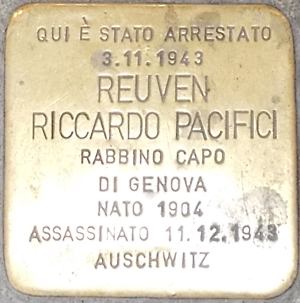 QUI È STATO ARRESTATO
3.11.1943
REUVEN
RICCARDO PACIFICI
RABBINO CAPO
DI GENOVA
NATO 1904
ASSASSINATO 11.12.1943
AUSCHWITZ